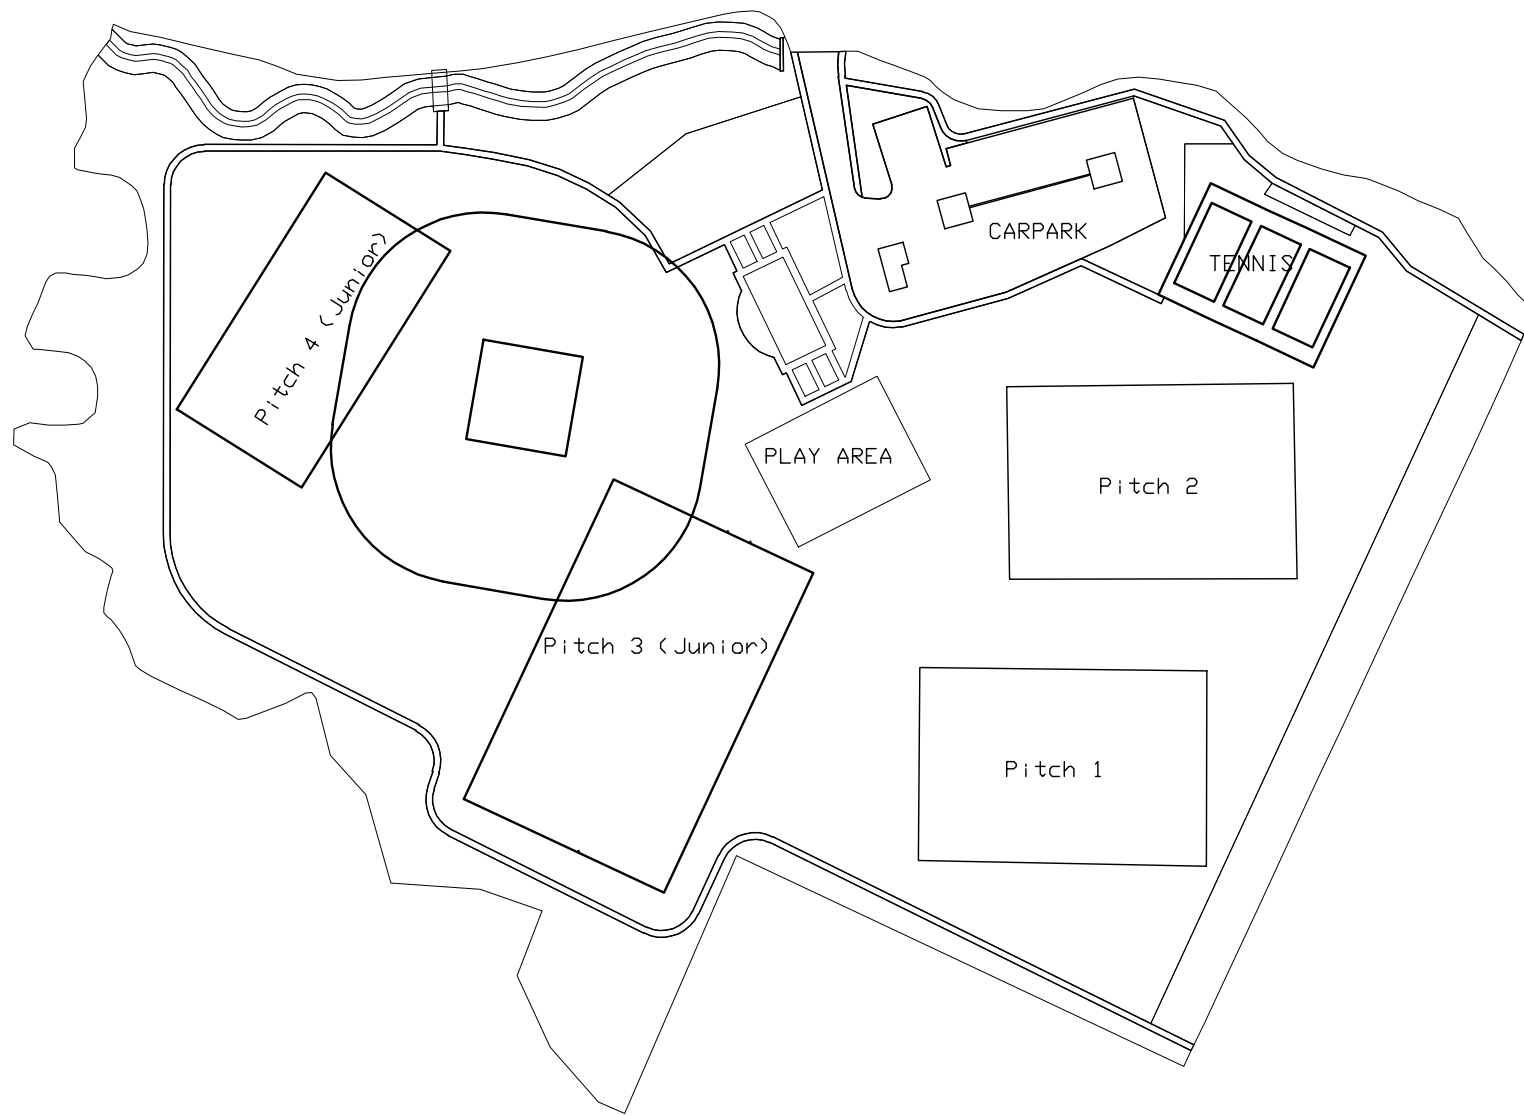 CARPARK
TENNIS
Pitch 4 (Junior)
PLAY AREA
Pitch 2
Pitch 3 (Junior)
Pitch 1